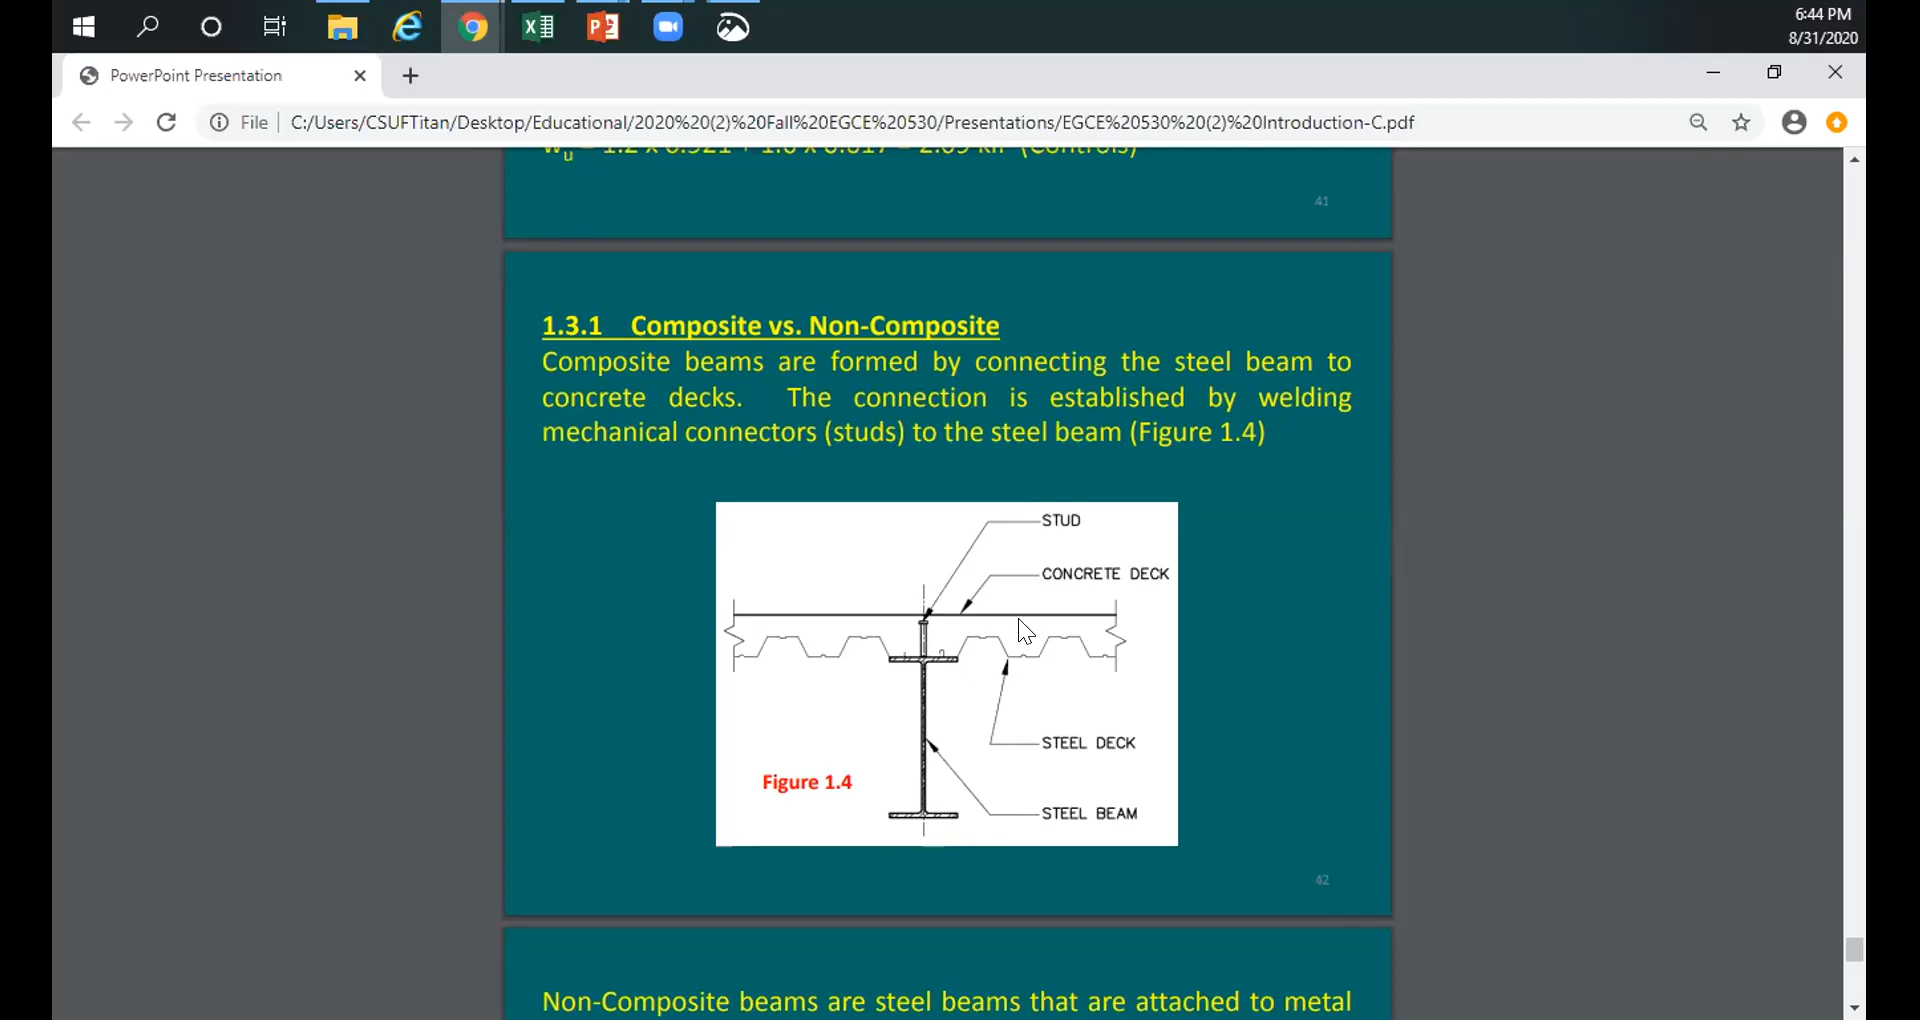 6:44 PM
8/31/2020
PowerPoint Presentation
File
C:/Users/CSUFTitan/Desktop/Educational/2020%20(2)%20Fall%20EGCE%20530/Presentations/EGCE%20530%20(2)%20Introduction-C.pdf
(Controls)
41
1.3.1 Composite vs. Non-Composite
Composite beams are formed by connecting the steel beam to
concrete decks. The connection is established by welding
mechanical connectors (studs) to the steel beam (Figure 1.4)
STUD
CONCRETE DECK
STEEL DECK
Figure 1.4
STEEL BEAM
42
Non-Composite beams are steel beams that are attached to metal